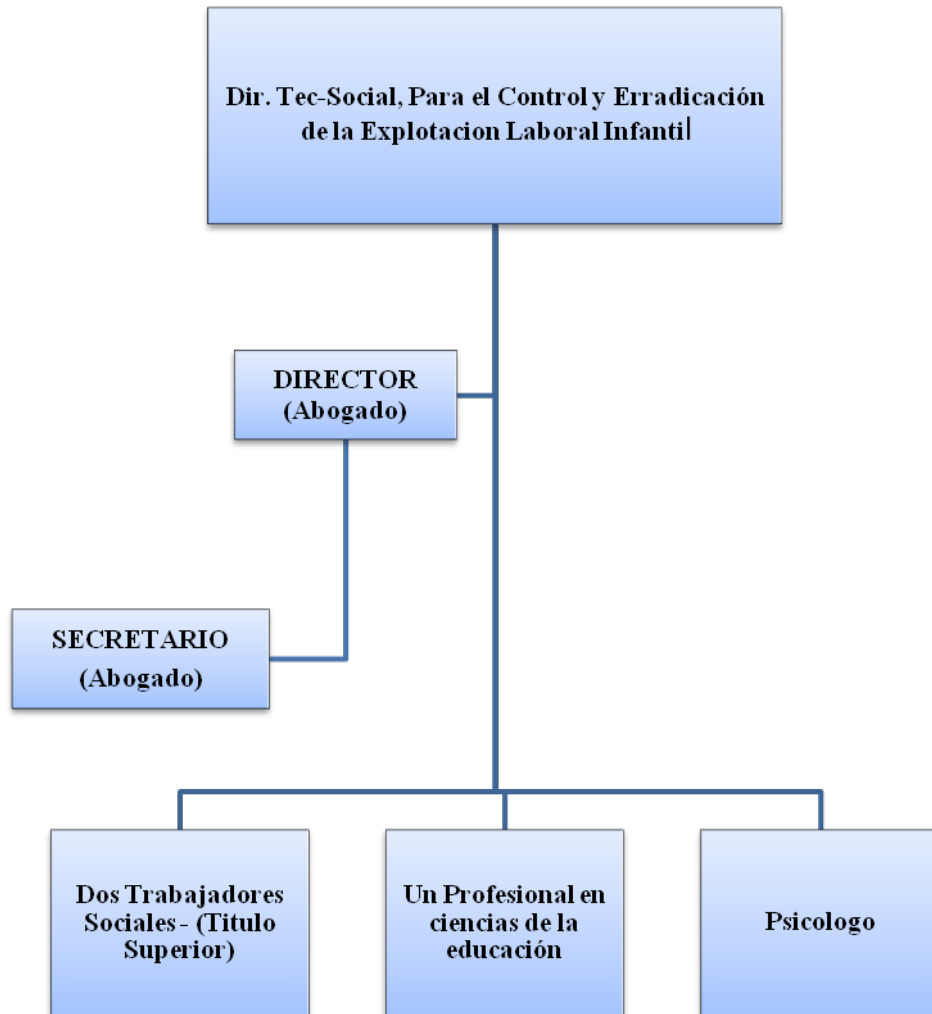 Dir. Tec-Social, Para el Control y Erradicación
de la Explotacion Laboral Infantil
DIRECTOR
(Abogado)
SECRETARIO
(Abogado)
Dos Trabajadores
Sociales - (Titulo
Superior)
Un Profesional en
ciencias de la
educación
Psicologo